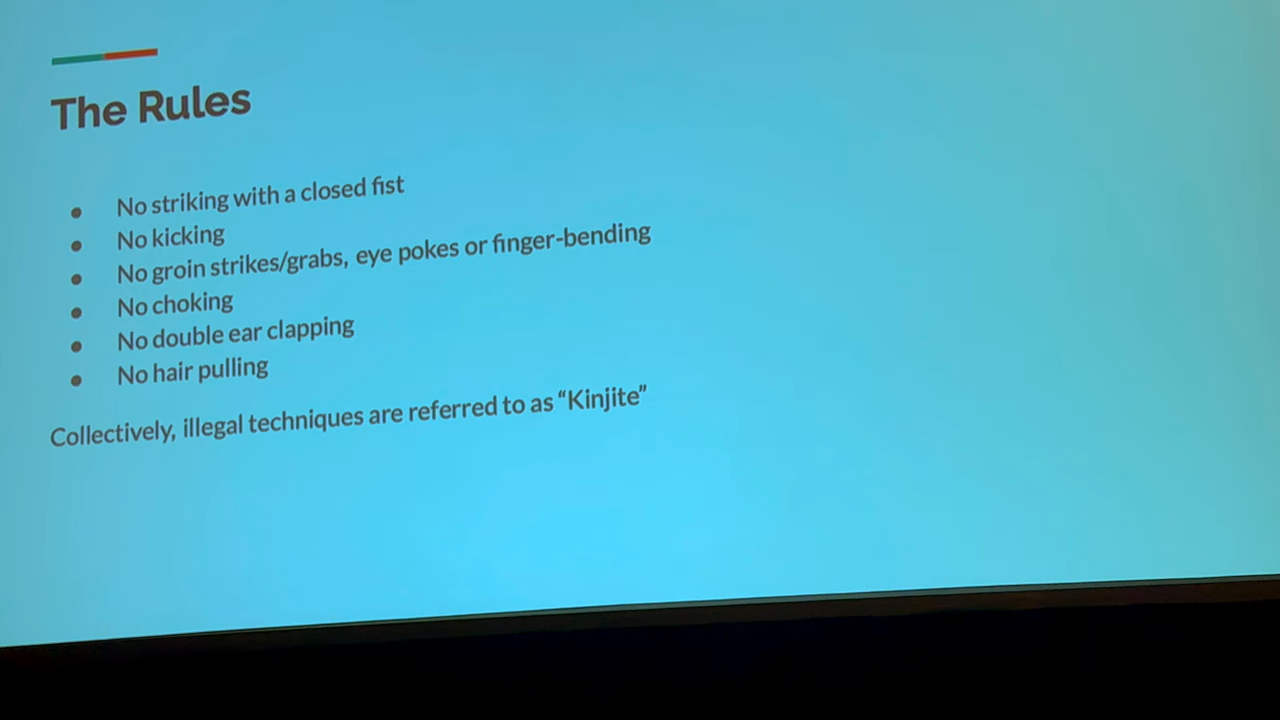 The Rules
● No striking with a closed fist
● No kicking
● No groin strikes/grabs, eye pokes or finger-bending
● No choking
● No double ear clapping
● No hair pulling
Collectively, illegal techniques are referred to as “Kinjite”